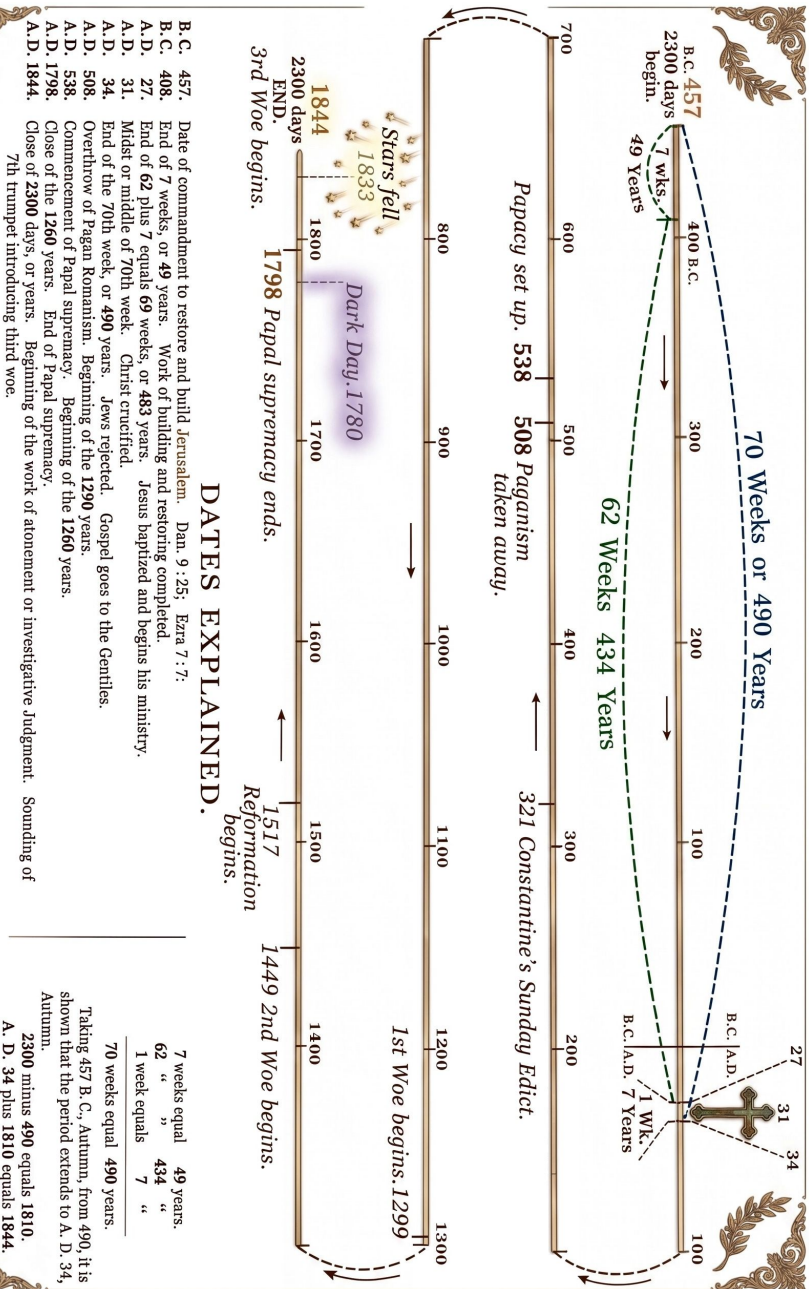 70 Weeks or 490 Years
27
31
34
B.C. A.D.
B.C. 457
2300 days
begin.
400 B.C.
300
200
100
100
7 wks.
49 Years
B.C. A.D.
1 Wk.
7 Years
62 Weeks 434 Years
700
600
500
400
300
200
Papacy set up. 538
508 Paganism
taken away.
321 Constantine's Sunday Edict.
800
900
1000
1100
1200
1300
1st Woe begins. 1299
Stars fell
1833
Dark Day. 1780
1844
END.
2300 days
1800
1700
1600
1500
1400
3rd Woe begins.
1798 Papal supremacy ends.
1517
Reformation
begins.
1449 2nd Woe begins.
DATES EXPLAINED.
B.C. 457. Date of commandment to restore and build Jerusalem. Dan. 9 : 25; Ezra 7 : 7:
B.C. 408. End of 7 weeks, or 49 years. Work of building and restoring completed.
A.D. 27. End of 62 plus 7 equals 69 weeks, or 483 years. Jesus baptized and begins his ministry.
A.D. 31. Midst or middle of 70th week. Christ crucified.
A.D. 34. End of the 70th week, or 490 years. Jews rejected. Gospel goes to the Gentiles.
A.D. 508. Overthrow of Pagan Romanism. Beginning of the 1290 years.
A.D. 538. Commencement of Papal supremacy. Beginning of the 1260 years.
A.D. 1798. Close of the 1260 years. End of Papal supremacy.
A.D. 1844. Close of 2300 days, or years. Beginning of the work of atonement or investigative Judgment. Sounding of
7th trumpet introducing third woe.
7 weeks equal 49 years.
62 “ „ 434 “
1 week equals 7 “
70 weeks equal 490 years.
Taking 457 B.C., Autumn, from 490, it is
shown that the period extends to A. D. 34,
Autumn.
2300 minus 490 equals 1810.
A. D. 34 plus 1810 equals 1844.